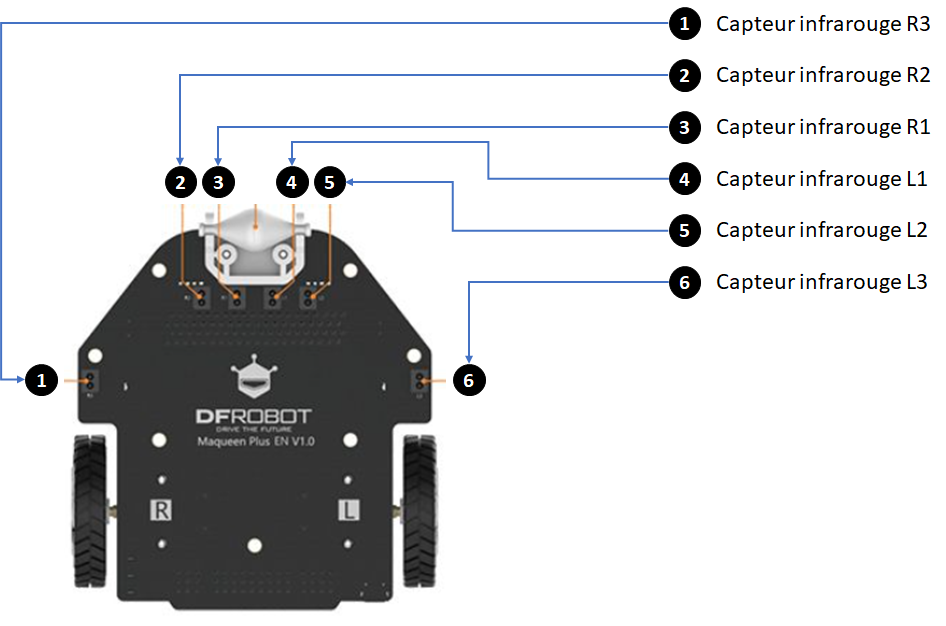 1 Capteur infrarouge R3
2 Capteur infrarouge R2
3 Capteur infrarouge R1
4 Capteur infrarouge L1
5 Capteur infrarouge L2
6 Capteur infrarouge L3
2 3 4 5
1 6
DFROBOT
DRIVE THE FUTURE
Maqueen Plus EN V1.0
R L